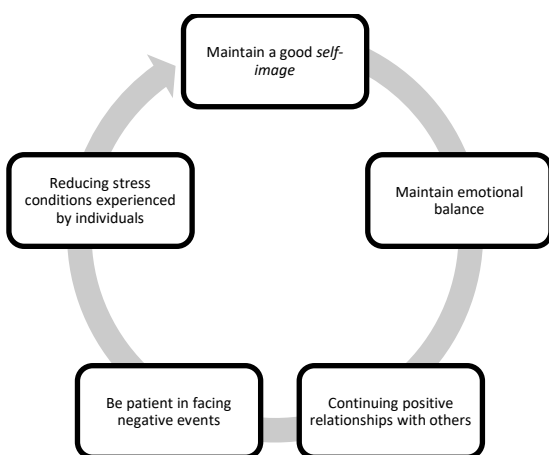 Maintain a good self-
image
Maintain emotional
balance
Continuing positive
relationships with others
Be patient in facing
negative events
Reducing stress
conditions experienced
by individuals